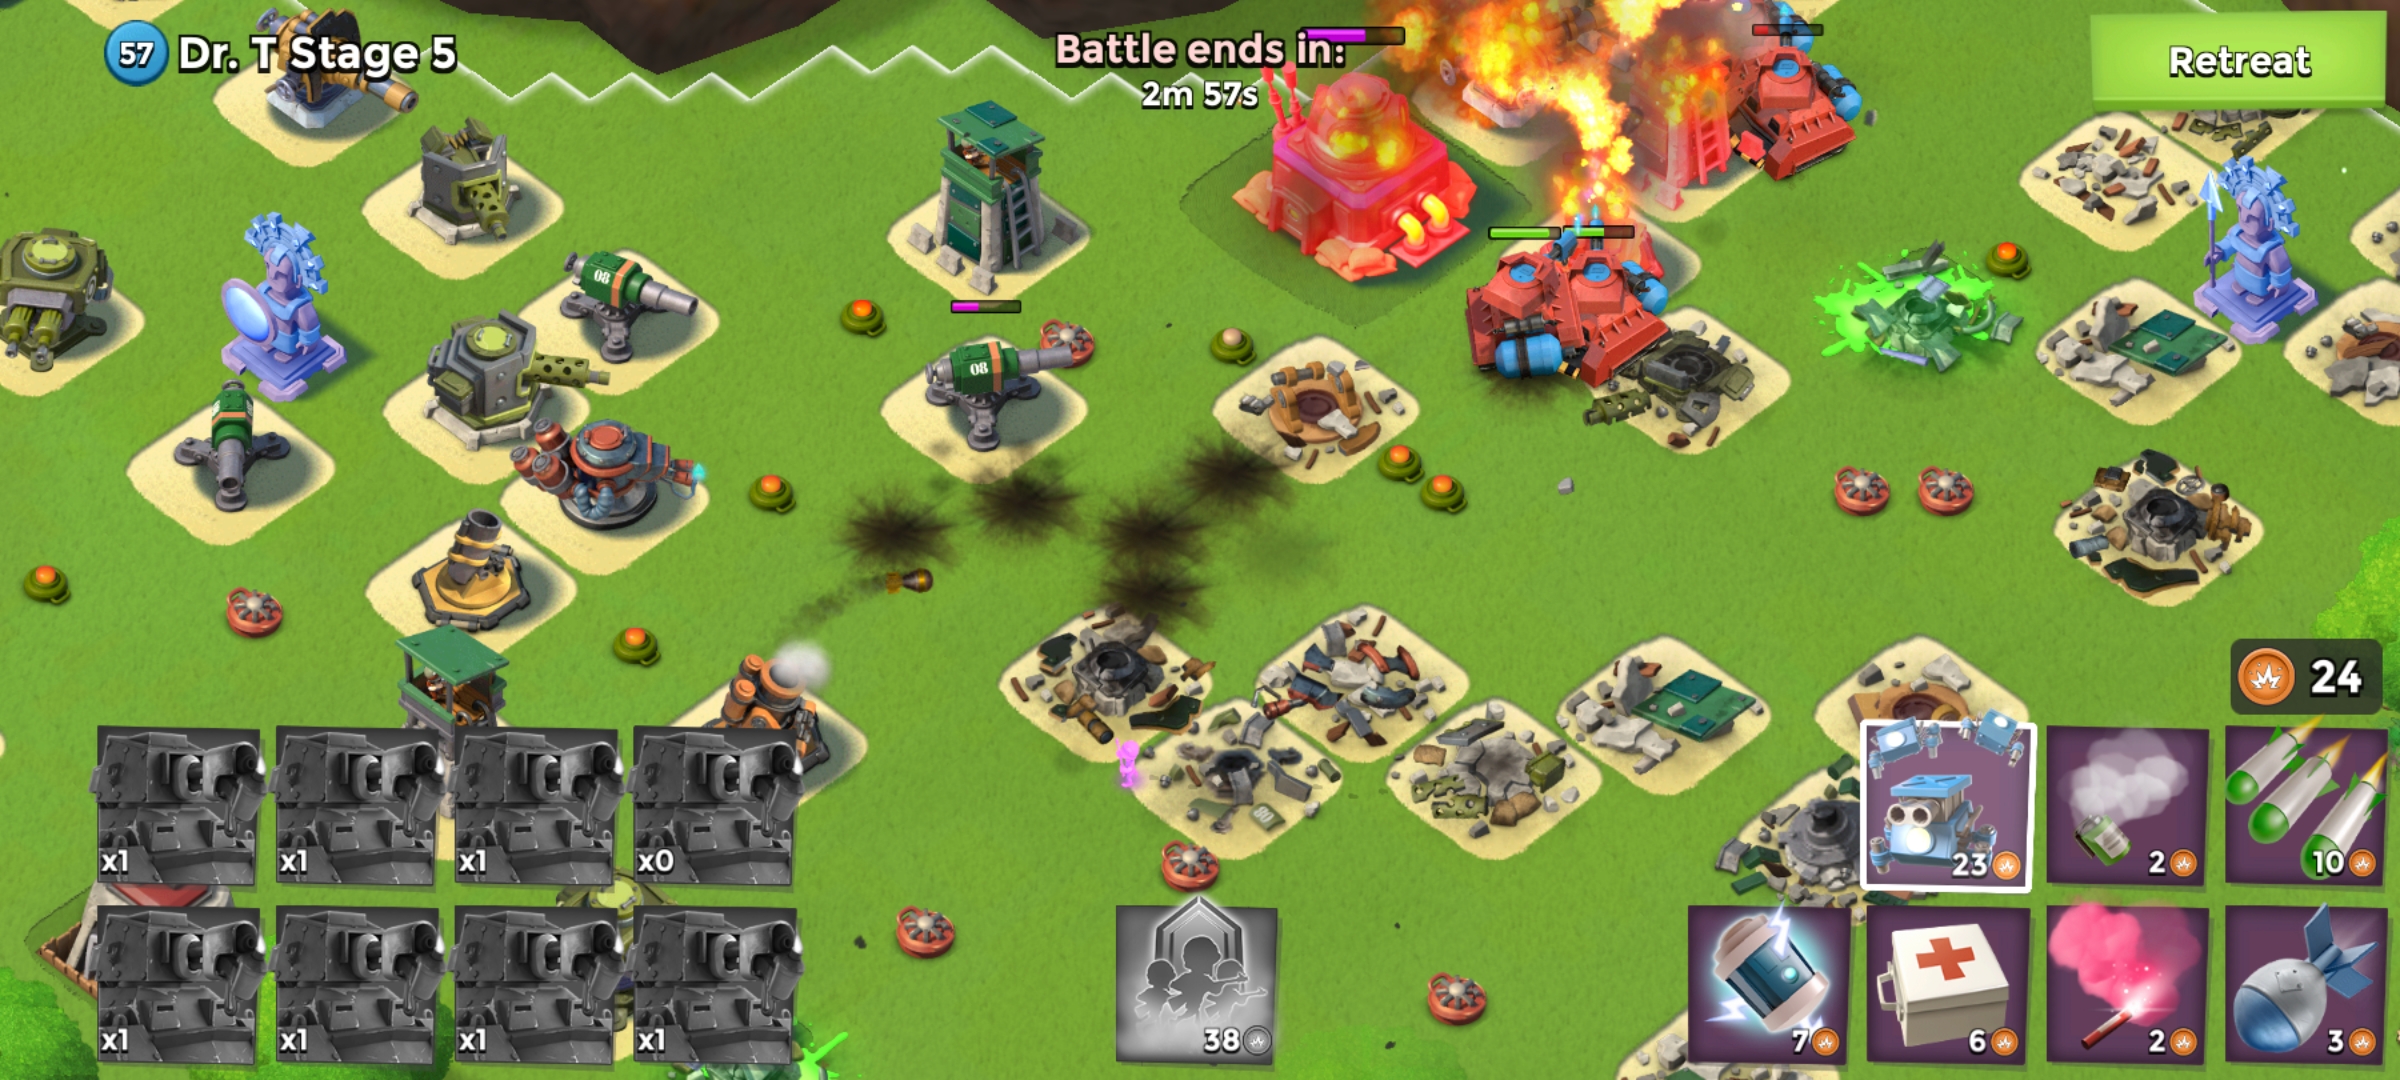 57 Dr. T Stage 5
Battle ends in:
2m 57s
Retreat
08
08
24
x1 x1 x1 x0
23 2 10
x1 x1 x1 x1
38
7 6 2 3